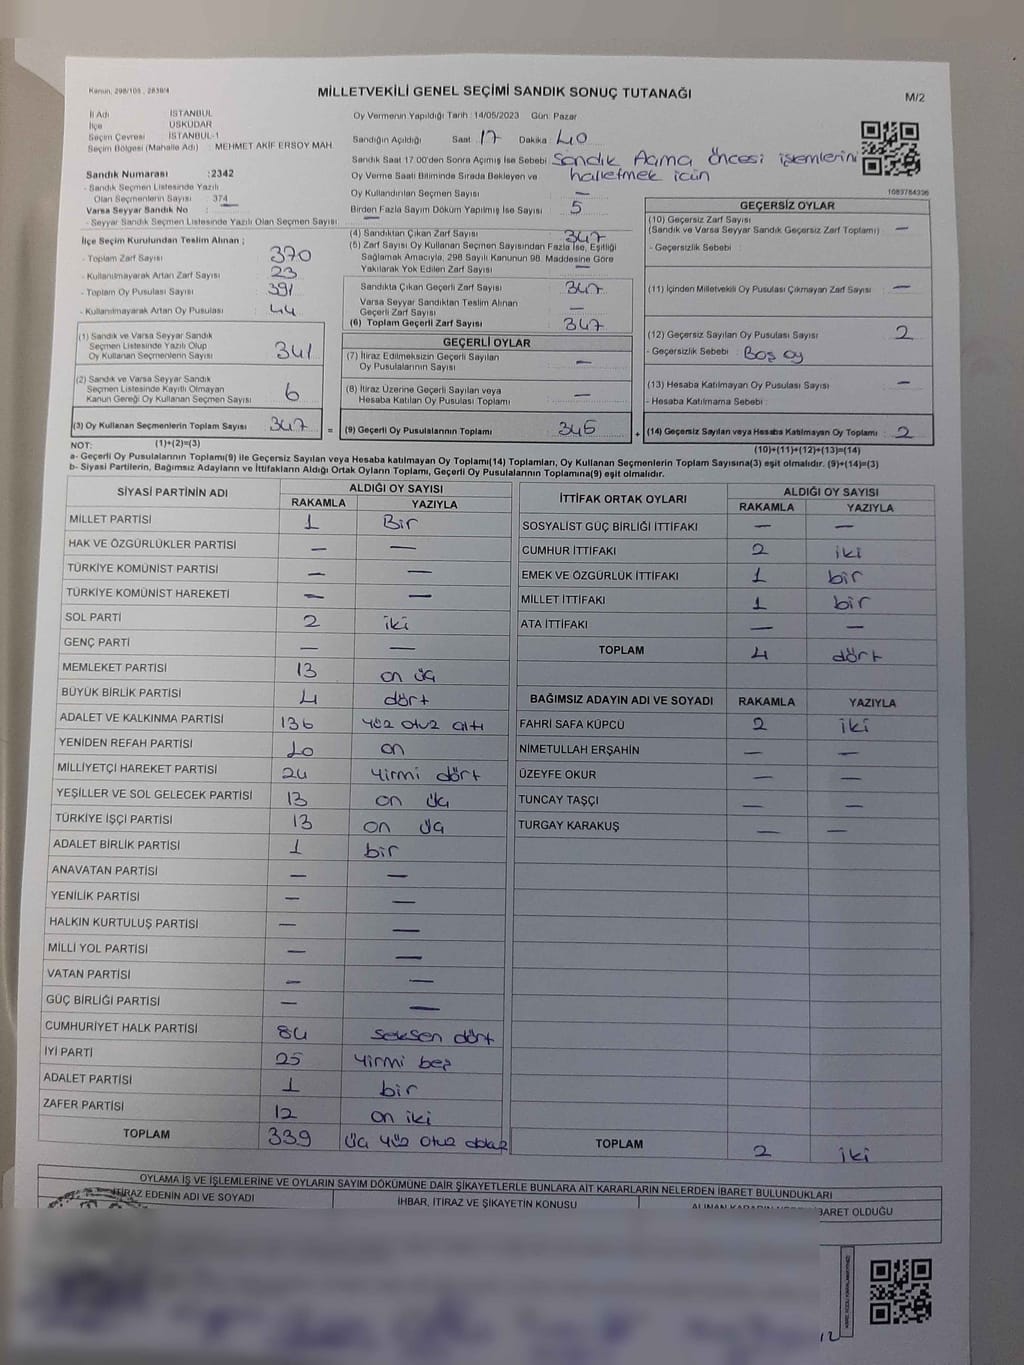 Kanun, 298/105, 2839/4
MİLLETVEKİLİ GENEL SEÇİMİ SANDIK SONUÇ TUTANAĞI
M/2
İl Adı İSTANBUL
İlçe ÜSKÜDAR
Seçim Çevresi : İSTANBUL-1
Seçim Bölgesi (Mahalle Adı) : MEHMET AKİF ERSOY MAH.
Sandık Numarası :2342
- Sandık Seçmen Listesinde Yazılı
Olan Seçmenlerin Sayısı : 374
Varsa Seyyar Sandık No :
- Seyyar Sandık Seçmen Listesinde Yazılı Olan Seçmen Sayısı: —
Oy Vermenin Yapıldığı Tarih : 14/05/2023 Gün: Pazar
Sandığın Açıldığı Saat : 17 Dakika : 40
Sandık Saat 17.00'den Sonra Açımış İse Sebebi : Sandık Açma öncesi işlemlerini
Oy Verme Saati Bitiminde Sırada Bekleyen ve halletmek için
Oy Kullandırılan Seçmen Sayısı : —
Birden Fazla Sayım Döküm Yapılmış İse Sayısı : 5
1083784336
İlçe Seçim Kurulundan Teslim Alınan ;
- Toplam Zarf Sayısı : 370
- Kullanılmayarak Artan Zarf Sayısı : 23
- Toplam Oy Pusulası Sayısı : 391
- Kullanılmayarak Artan Oy Pusulası : 44
(1) Sandık ve Varsa Seyyar Sandık
Seçmen Listesinde Yazılı Olup
Oy Kullanan Seçmenlerin Sayısı : 341
(2) Sandık ve Varsa Seyyar Sandık
Seçmen Listesinde Kayıtlı Olmayan
Kanun Gereği Oy Kullanan Seçmen Sayısı : 6
(3) Oy Kullanan Seçmenlerin Toplam Sayısı : 347
(4) Sandıktan Çıkan Zarf Sayısı : 347
(5) Zarf Sayısı Oy Kullanan Seçmen Sayısından Fazla İse, Eşitliği
Sağlamak Amacıyla, 298 Sayılı Kanunun 98. Maddesine Göre
Yakılarak Yok Edilen Zarf Sayısı : —
Sandıkta Çıkan Geçerli Zarf Sayısı : 347
Varsa Seyyar Sandıktan Teslim Alınan
Geçerli Zarf Sayısı : —
(6) Toplam Geçerli Zarf Sayısı : 347
GEÇERLİ OYLAR
(7) İtiraz Edilmeksizin Geçerli Sayılan
Oy Pusulalarının Sayısı : —
(8) İtiraz Üzerine Geçerli Sayılan veya
Hesaba Katılan Oy Pusulası Toplamı : —
= (9) Geçerli Oy Pusulalarının Toplamı : 345
GEÇERSİZ OYLAR
(10) Geçersiz Zarf Sayısı
(Sandık ve Varsa Seyyar Sandık Geçersiz Zarf Toplamı) : —
- Geçersizlik Sebebi :
(11) İçinden Milletvekili Oy Pusulası Çıkmayan Zarf Sayısı : —
(12) Geçersiz Sayılan Oy Pusulası Sayısı : 2
- Geçersizlik Sebebi : Boş oy
(13) Hesaba Katılmayan Oy Pusulası Sayısı : —
- Hesaba Katılmama Sebebi :
+ (14) Geçersiz Sayılan veya Hesaba Katılmayan Oy Toplamı : 2
NOT: (1)+(2)=(3)
(10)+(11)+(12)+(13)=(14)
a- Geçerli Oy Pusulalarının Toplamı(9) ile Geçersiz Sayılan veya Hesaba katılmayan Oy Toplamı(14) Toplamları, Oy Kullanan Seçmenlerin Toplam Sayısına(3) eşit olmalıdır. (9)+(14)=(3)
b- Siyasi Partilerin, Bağımsız Adayların ve İttifakların Aldığı Ortak Oyların Toplamı, Geçerli Oy Pusulalarının Toplamına(9) eşit olmalıdır.
SİYASİ PARTİNİN ADI ALDIĞI OY SAYISI
RAKAMLA YAZIYLA
MİLLET PARTİSİ 1 Bir
HAK VE ÖZGÜRLÜKLER PARTİSİ — —
TÜRKİYE KOMÜNİST PARTİSİ — —
TÜRKİYE KOMÜNİST HAREKETİ — —
SOL PARTİ 2 iki
GENÇ PARTİ — —
MEMLEKET PARTİSİ 13 on üç
BÜYÜK BİRLİK PARTİSİ 4 dört
ADALET VE KALKINMA PARTİSİ 136 yüz otuz altı
YENİDEN REFAH PARTİSİ 10 on
MİLLİYETÇİ HAREKET PARTİSİ 24 yirmi dört
YEŞİLLER VE SOL GELECEK PARTİSİ 13 on üç
TÜRKİYE İŞÇİ PARTİSİ 13 on üç
ADALET BİRLİK PARTİSİ 1 bir
ANAVATAN PARTİSİ — —
YENİLİK PARTİSİ — —
HALKIN KURTULUŞ PARTİSİ — —
MİLLİ YOL PARTİSİ — —
VATAN PARTİSİ — —
GÜÇ BİRLİĞİ PARTİSİ — —
CUMHURİYET HALK PARTİSİ 84 seksen dört
İYİ PARTİ 25 yirmi beş
ADALET PARTİSİ 1 bir
ZAFER PARTİSİ 12 on iki
TOPLAM 339 üç yüz otuz dokuz
İTTİFAK ORTAK OYLARI ALDIĞI OY SAYISI
RAKAMLA YAZIYLA
SOSYALİST GÜÇ BİRLİĞİ İTTİFAKI — —
CUMHUR İTTİFAKI 2 iki
EMEK VE ÖZGÜRLÜK İTTİFAKI 1 bir
MİLLET İTTİFAKI 1 bir
ATA İTTİFAKI — —
TOPLAM 4 dört
BAĞIMSIZ ADAYIN ADI VE SOYADI RAKAMLA YAZIYLA
FAHRİ SAFA KÜPCÜ 2 iki
NİMETULLAH ERŞAHİN — —
ÜZEYFE OKUR — —
TUNCAY TAŞÇI — —
TURGAY KARAKUŞ — —
TOPLAM 2 iki
OYLAMA İŞ VE İŞLEMLERİNE VE OYLARIN SAYIM DÖKÜMÜNE DAİR ŞİKAYETLERLE BUNLARA AİT KARARLARIN NELERDEN İBARET BULUNDUKLARI
İTİRAZ EDENİN ADI VE SOYADI
İHBAR, İTİRAZ VE ŞİKAYETİN KONUSU
ALINAN KARARIN İBARET OLDUĞU
12